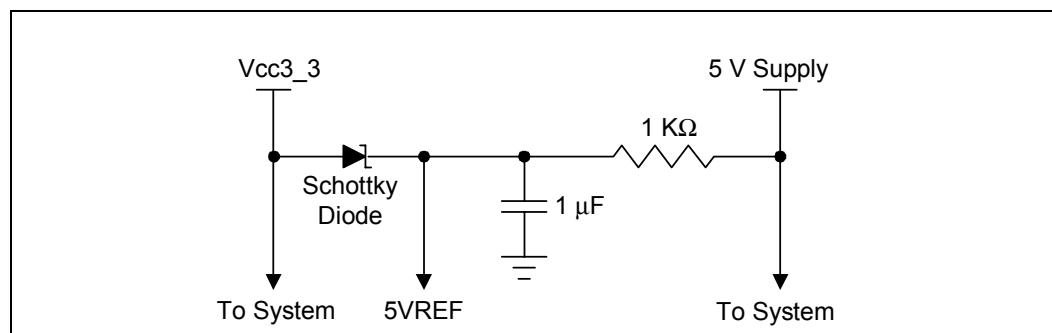 Vcc3_3
5 V Supply
1 KΩ
Schottky
Diode
1 μF
To System
5VREF
To System